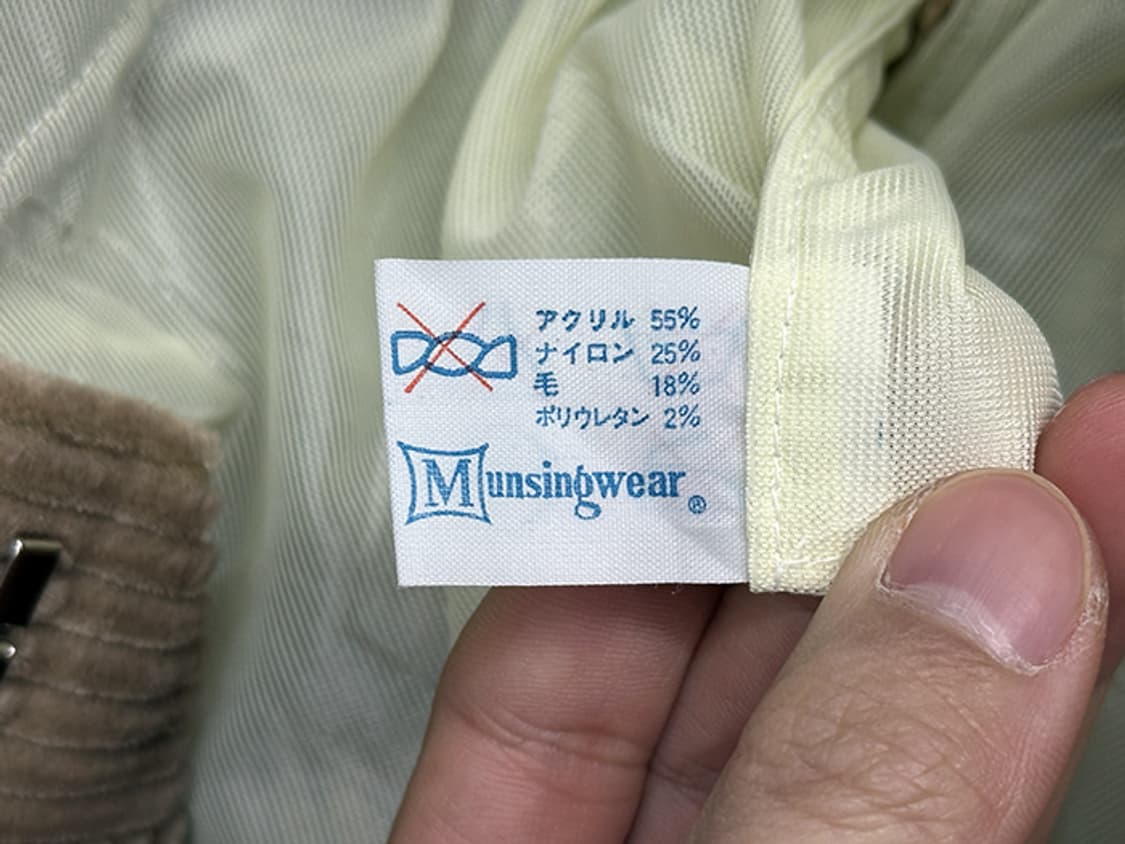 アクリル 55%
ナイロン 25%
毛 18%
ポリウレタン 2%
Munsingwear®